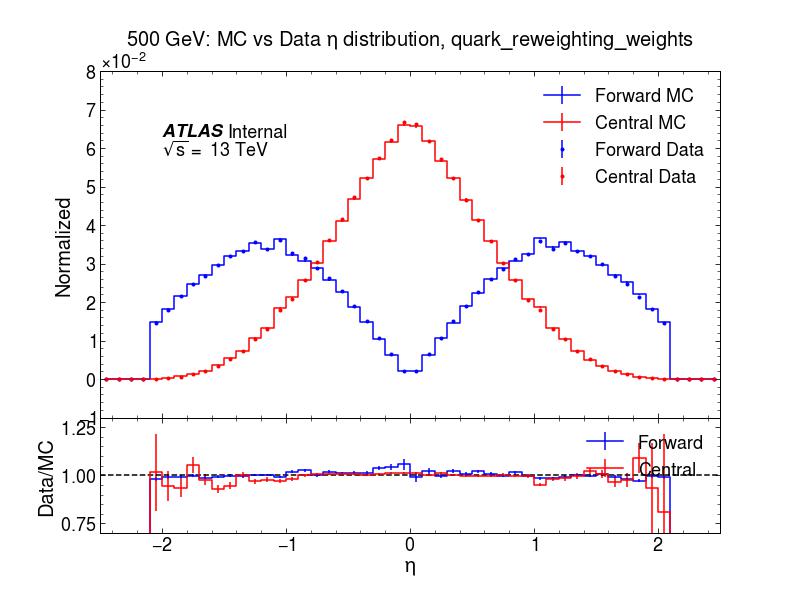 500 GeV: MC vs Data η distribution, quark_reweighting_weights
×10⁻²
8
7
6
5
4
3
2
1
0
−1
Normalized
ATLAS Internal
√s = 13 TeV
Forward MC
Central MC
Forward Data
Central Data
1.25
1.00
0.75
Data/MC
Forward
Central
−2 −1 0 1 2
η